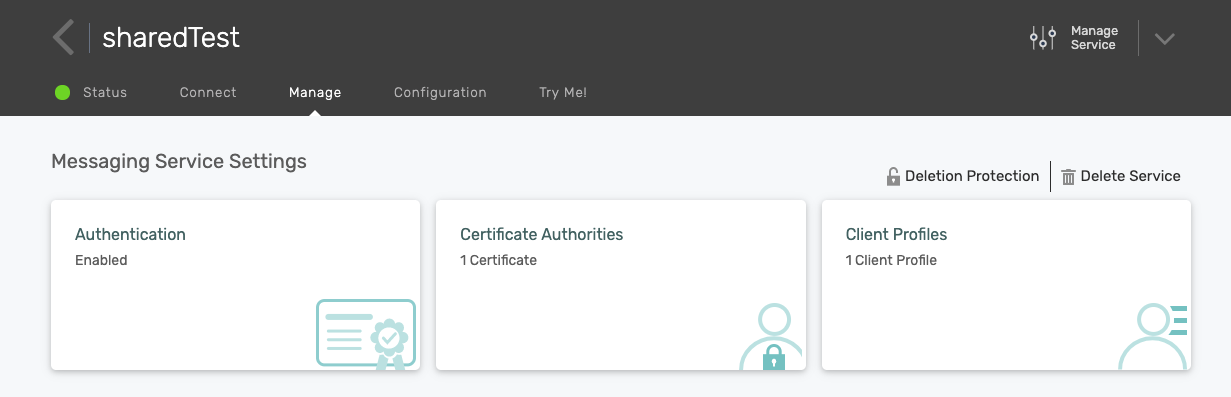 sharedTest
Manage
Service
Status Connect Manage Configuration Try Me!
Messaging Service Settings
Deletion Protection Delete Service
Authentication
Enabled
Certificate Authorities
1 Certificate
Client Profiles
1 Client Profile